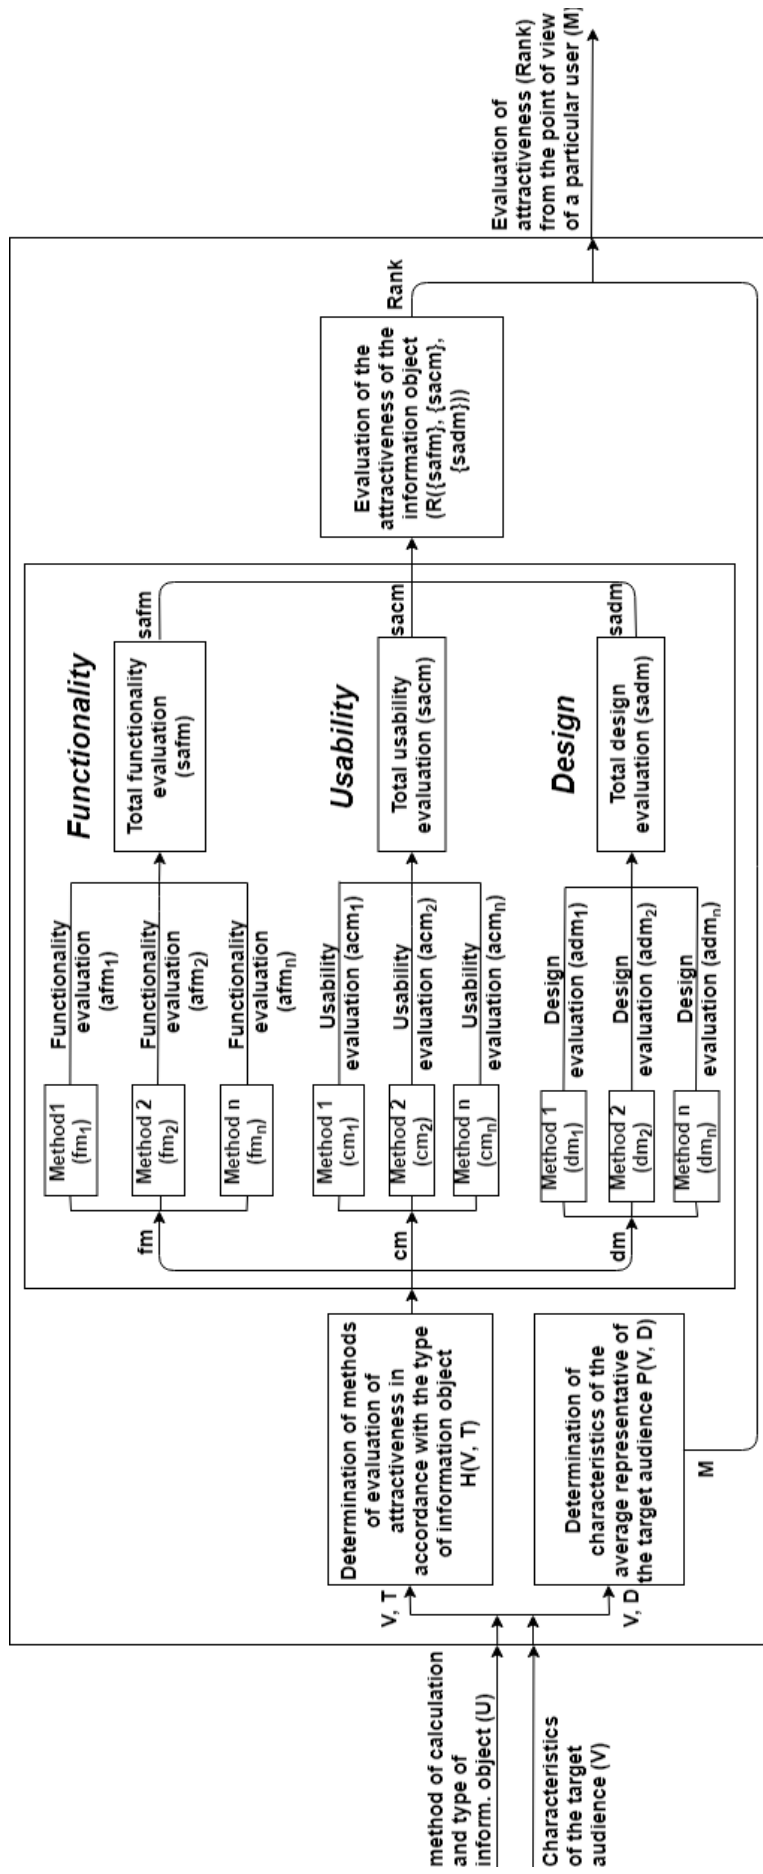 method of calculation
and type of
inform. object (U)
Characteristics
of the target
audience (V)
V, T
V, D
Determination of methods
of evaluation of
attractiveness in
accordance with the type
of information object
H(V, T)
Determination of
characteristics of the
average representative of
the target audience P(V, D)
M
fm
cm
dm
Method1
(fm1)
Method 2
(fm2)
Method n
(fmn)
Method 1
(cm1)
Method 2
(cm2)
Method n
(cmn)
Method 1
(dm1)
Method 2
(dm2)
Method n
(dmn)
Functionality
evaluation
(afm1)
Functionality
evaluation
(afm2)
Functionality
evaluation
(afmn)
Usability
evaluation (acm1)
Usability
evaluation (acm2)
Usability
evaluation (acmn)
Design
evaluation (adm1)
Design
evaluation (adm2)
Design
evaluation (admn)
Functionality
Total functionality
evaluation
(safm)
safm
Usability
Total usability
evaluation (sacm)
sacm
Design
Total design
evaluation (sadm)
sadm
Evaluation of the
attractiveness of the
information object
(R({safm}, {sacm},
{sadm}))
Rank
Evaluation of
attractiveness (Rank)
from the point of view
of a particular user (M)